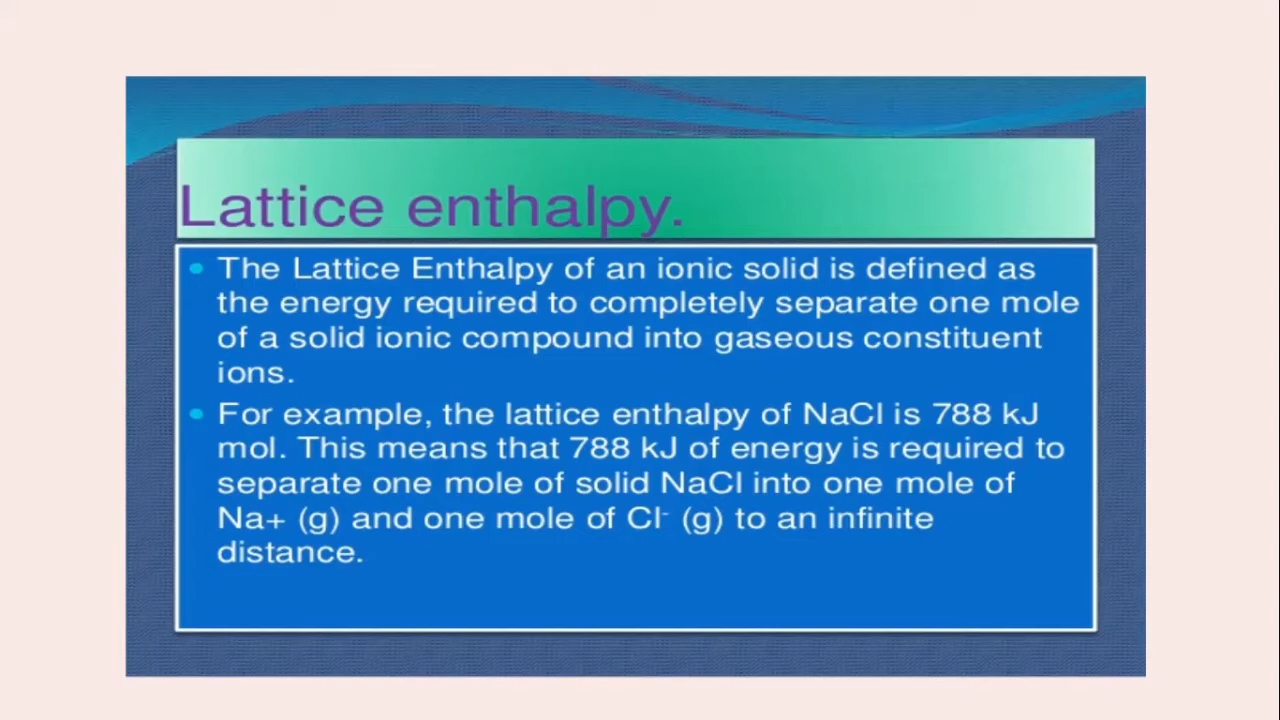 Lattice enthalpy.
• The Lattice Enthalpy of an ionic solid is defined as
the energy required to completely separate one mole
of a solid ionic compound into gaseous constituent
ions.
• For example, the lattice enthalpy of NaCl is 788 kJ
mol. This means that 788 kJ of energy is required to
separate one mole of solid NaCl into one mole of
Na+ (g) and one mole of Cl⁻ (g) to an infinite
distance.